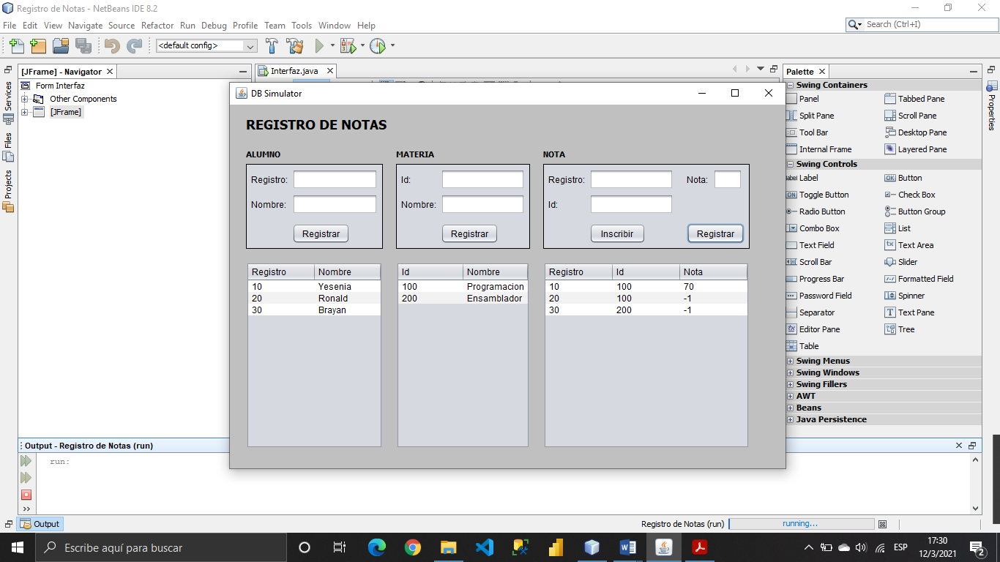 Registro de Notas - NetBeans IDE 8.2
File Edit View Navigate Source Refactor Run Debug Profile Team Tools Window Help
Search (Ctrl+I)
<default config>
[JFrame] - Navigator
Interfaz.java
Palette
Form Interfaz
Other Components
[JFrame]
Services
Files
Projects
Properties
DB Simulator
REGISTRO DE NOTAS
ALUMNO MATERIA NOTA
Registro: Id: Registro: Nota:
Nombre: Nombre: Id:
Registrar Registrar Inscribir Registrar
Registro Nombre Id Nombre Registro Id Nota
10 Yesenia 100 Programacion 10 100 70
20 Ronald 200 Ensamblador 20 100 -1
30 Brayan 30 200 -1
Swing Containers
Panel Tabbed Pane
Split Pane Scroll Pane
Tool Bar Desktop Pane
Internal Frame Layered Pane
Swing Controls
Label Button
Toggle Button Check Box
Radio Button Button Group
Combo Box List
Text Field Text Area
Scroll Bar Slider
Progress Bar Formatted Field
Password Field Spinner
Separator Text Pane
Editor Pane Tree
Table
Swing Menus
Swing Windows
Swing Fillers
AWT
Beans
Java Persistence
Output - Registro de Notas (run)
run:
Output
Registro de Notas (run) running...
Escribe aquí para buscar
ESP
17:30
12/3/2021
2